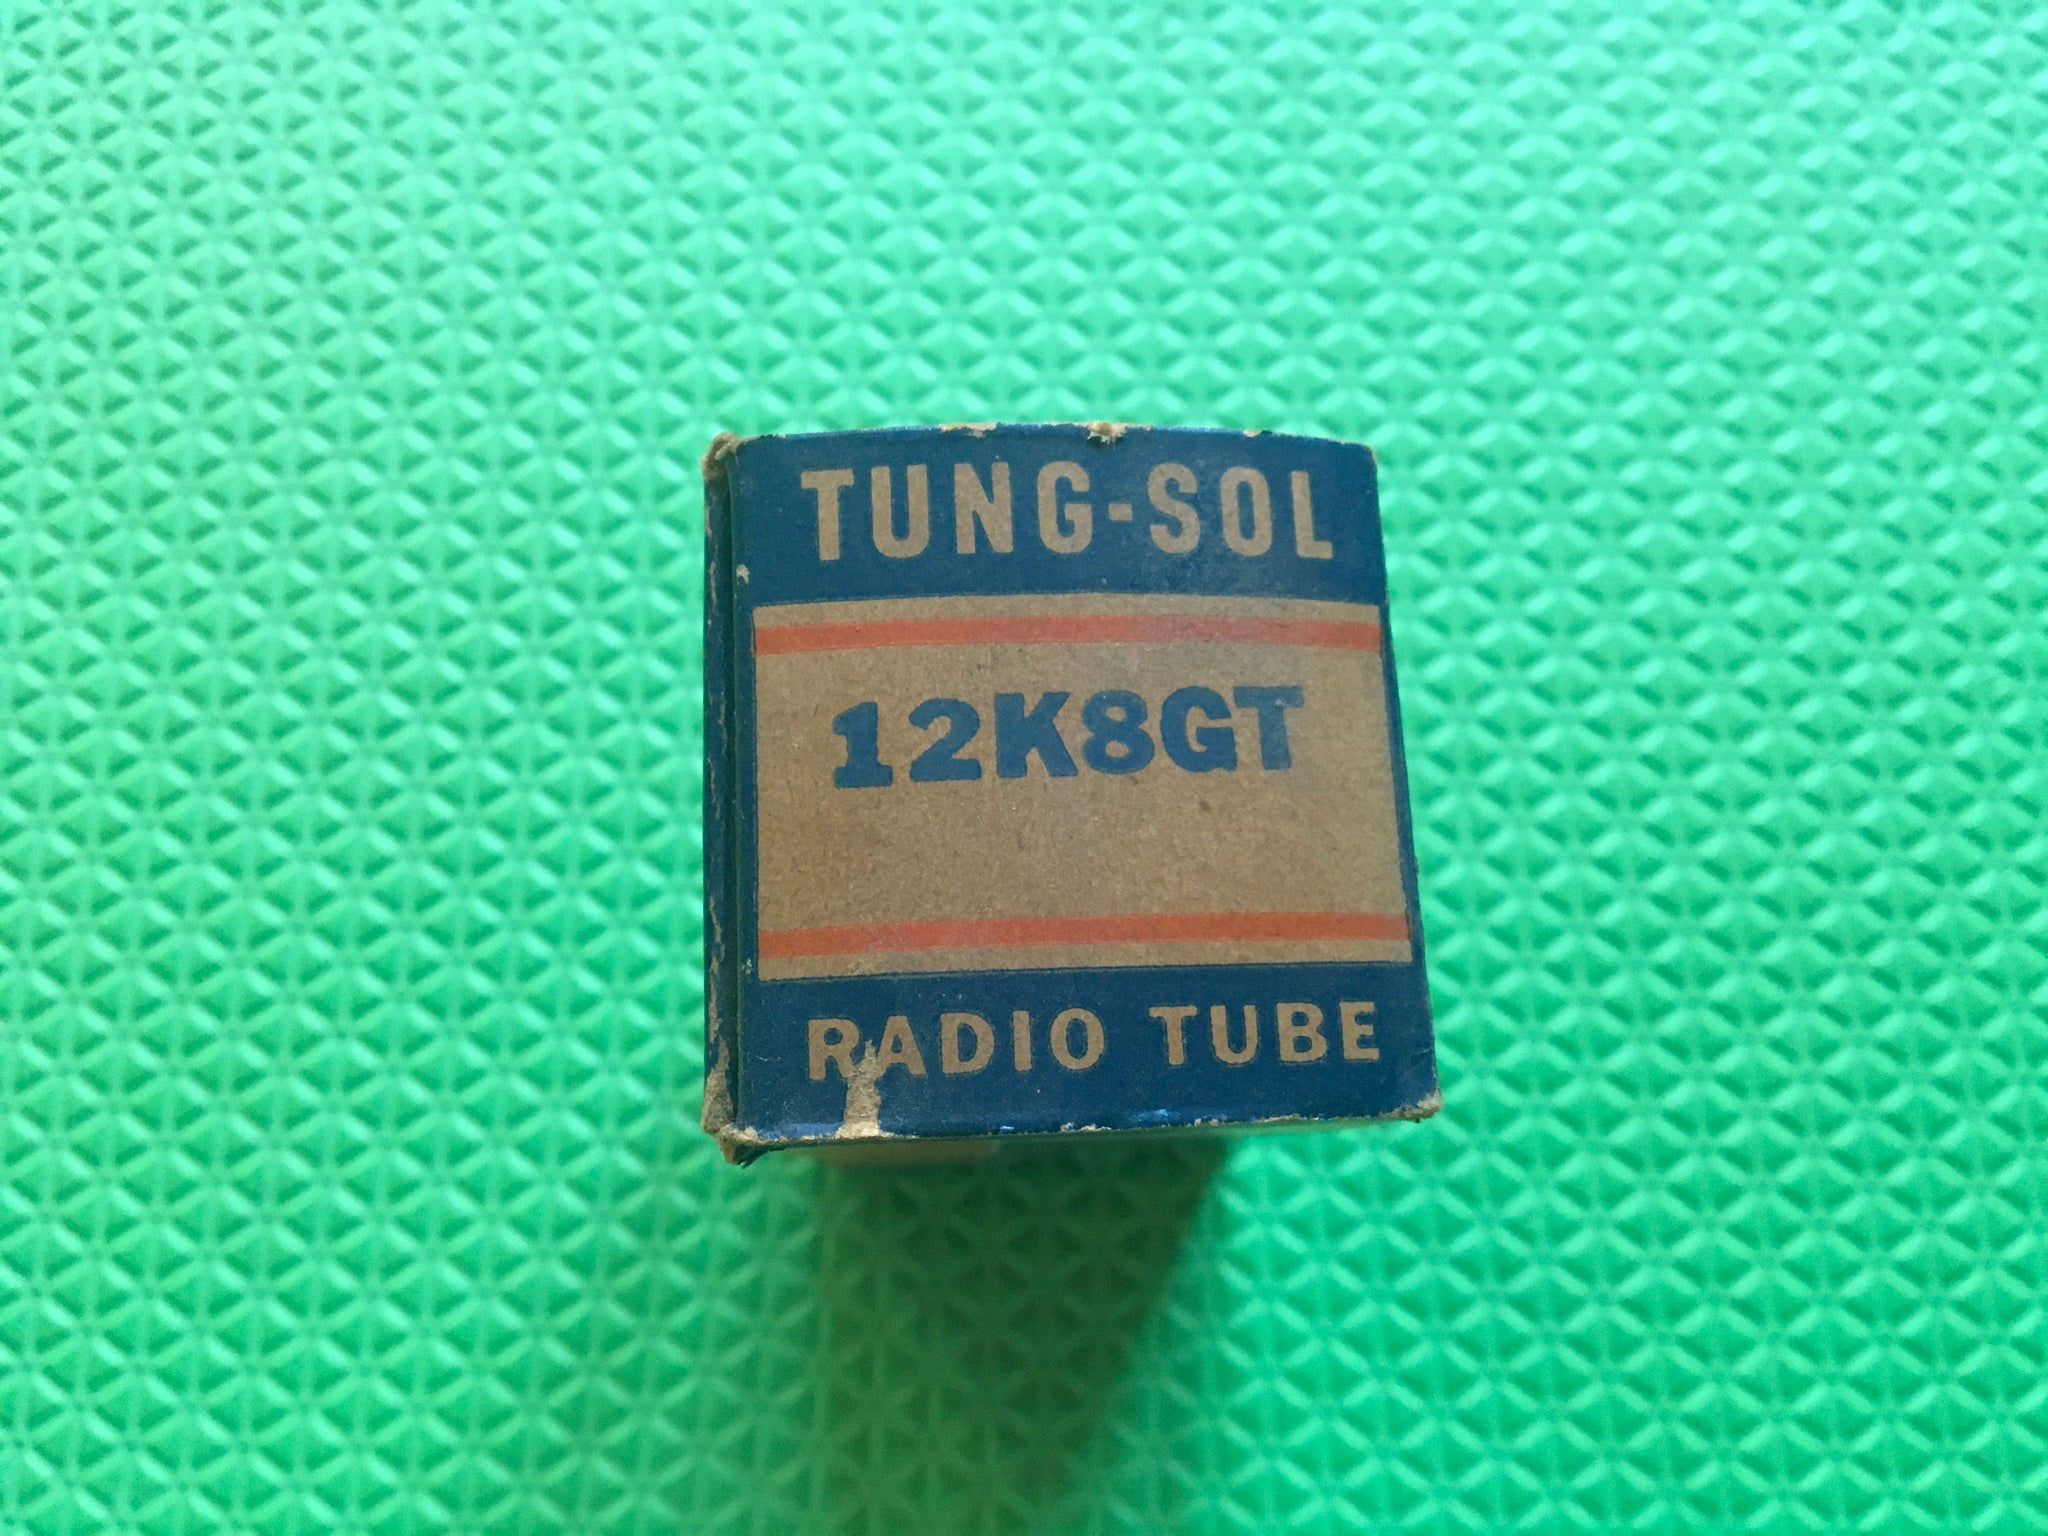 TUNG-SOL
12K8GT
RADIO TUBE